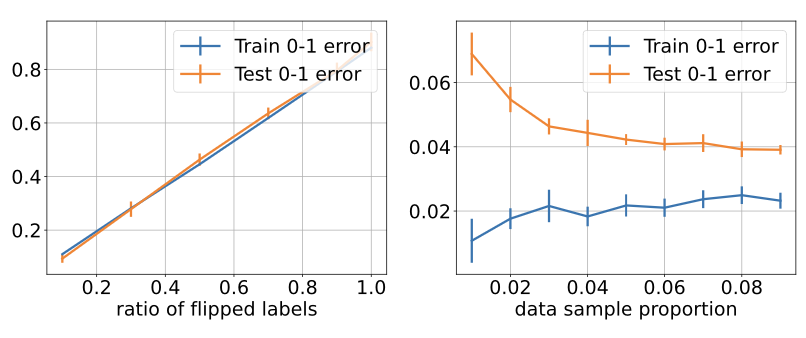 Train 0-1 error
Test 0-1 error
0.8
0.6
0.4
0.2
0.2 0.4 0.6 0.8 1.0
ratio of flipped labels
Train 0-1 error
Test 0-1 error
0.06
0.04
0.02
0.02 0.04 0.06 0.08
data sample proportion